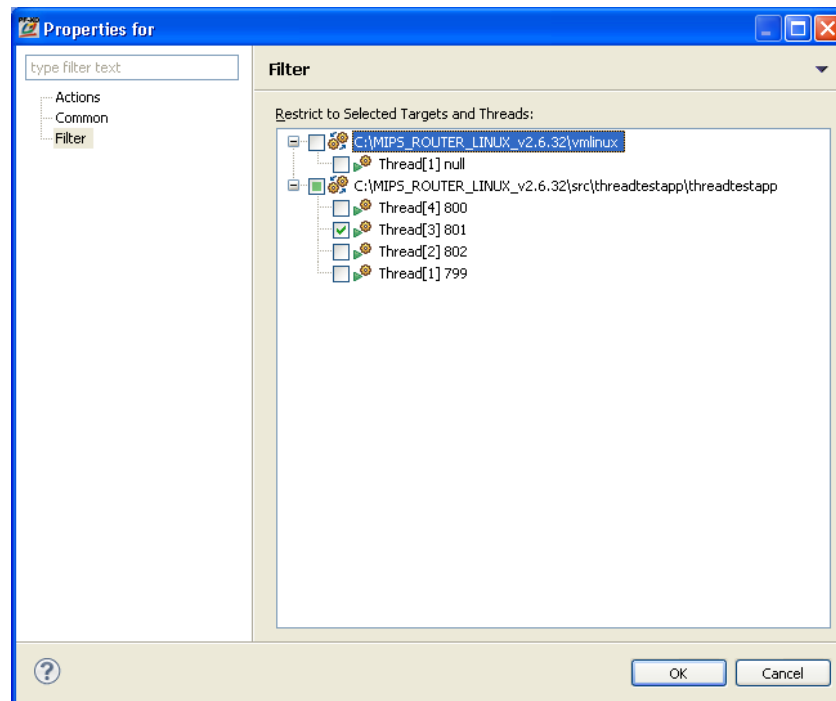 Properties for
type filter text
Actions
Common
Filter
Filter
Restrict to Selected Targets and Threads:
C:\MIPS_ROUTER_LINUX_v2.6.32\vmlinux
Thread[1] null
C:\MIPS_ROUTER_LINUX_v2.6.32\src\threadtestapp\threadtestapp
Thread[4] 800
Thread[3] 801
Thread[2] 802
Thread[1] 799
?
OK
Cancel